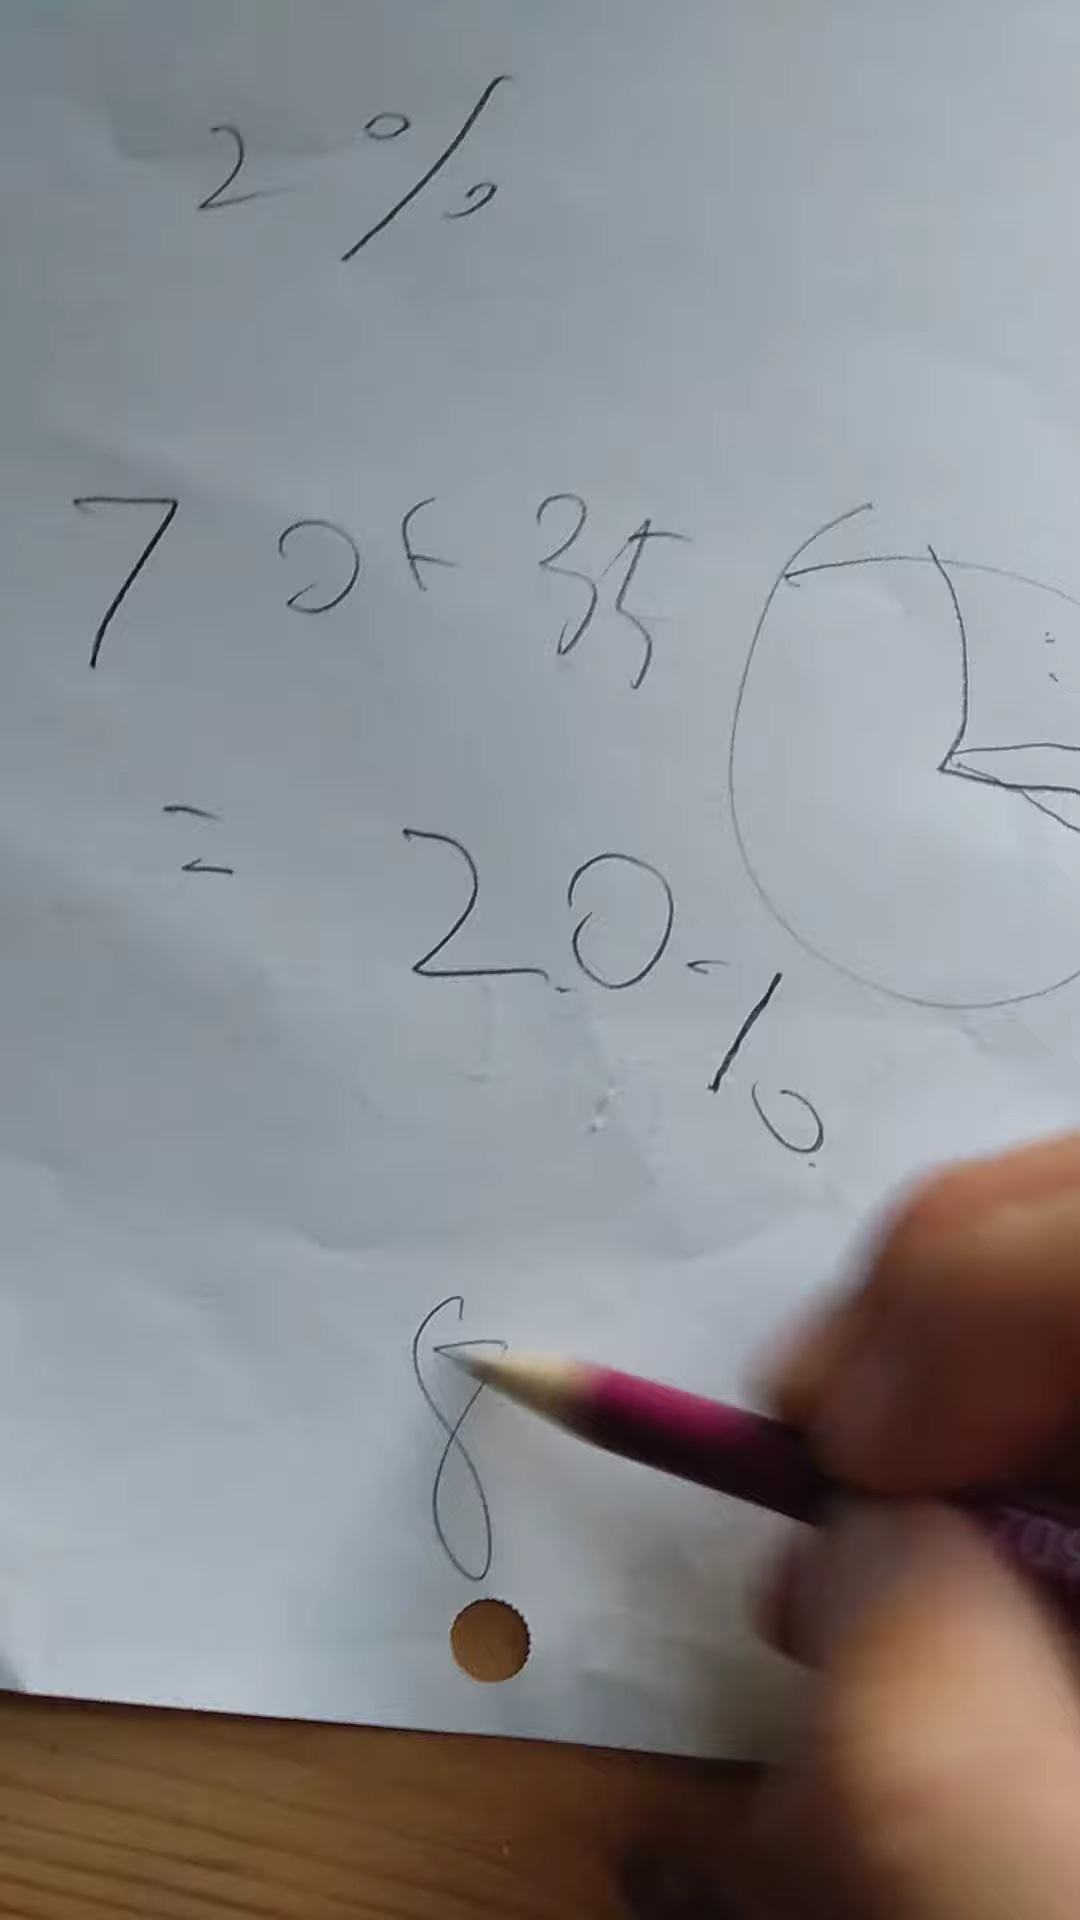 2%
7 of 35
= 20%
8